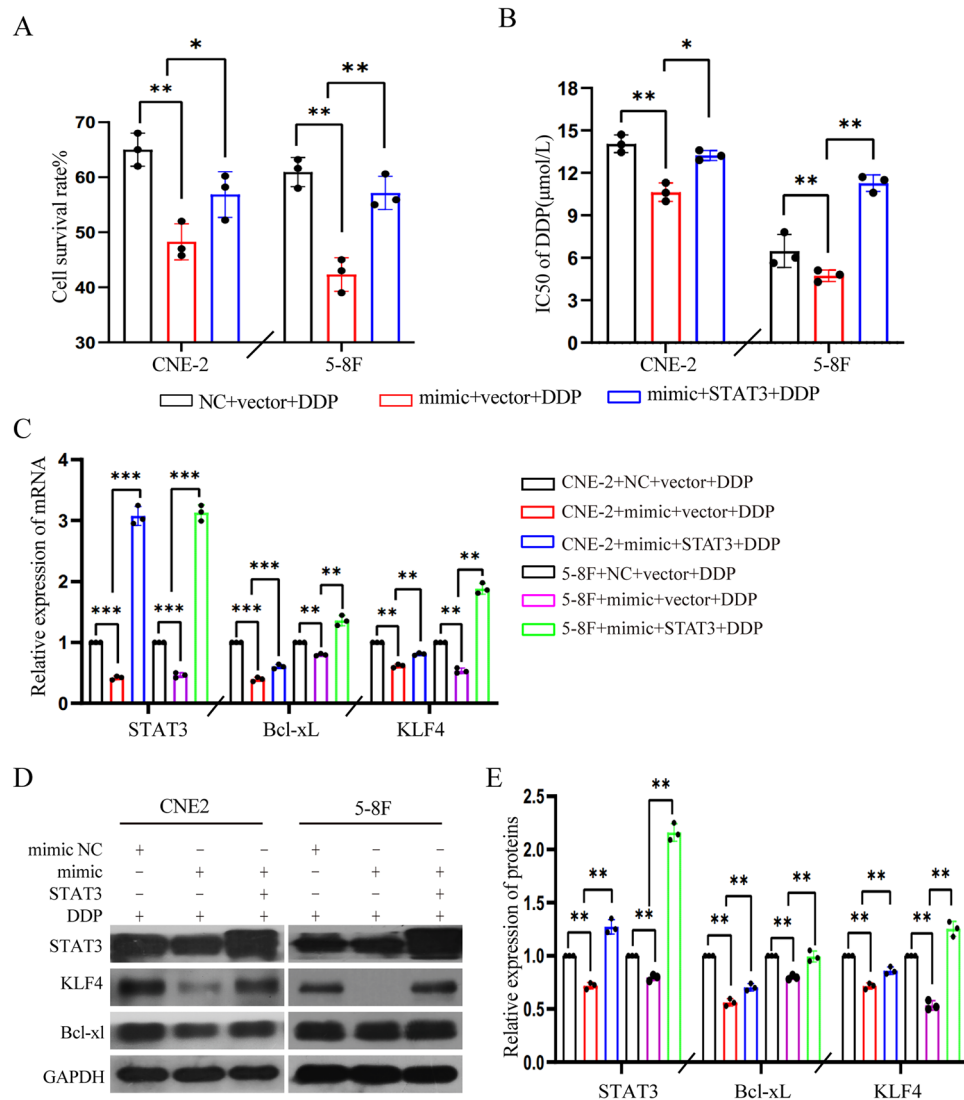 A
Cell survival rate%
70
60
50
40
30
** * ** **
CNE-2 5-8F
B
IC50 of DDP(μmol/L)
18
15
12
9
6
3
0
** * ** **
CNE-2 5-8F
NC+vector+DDP mimic+vector+DDP mimic+STAT3+DDP
C
Relative expression of mRNA
4
3
2
1
0
*** *** *** ***
*** *** ** ** ** ** ** **
STAT3 Bcl-xL KLF4
CNE-2+NC+vector+DDP
CNE-2+mimic+vector+DDP
CNE-2+mimic+STAT3+DDP
5-8F+NC+vector+DDP
5-8F+mimic+vector+DDP
5-8F+mimic+STAT3+DDP
D
CNE2 5-8F
mimic NC + − − + − −
mimic − + + − + +
STAT3 − − + − − +
DDP + + + + + +
STAT3
KLF4
Bcl-xl
GAPDH
E
Relative expression of proteins
2.5
2.0
1.5
1.0
0.5
0.0
** ** ** **
** ** ** **
** ** ** **
STAT3 Bcl-xL KLF4